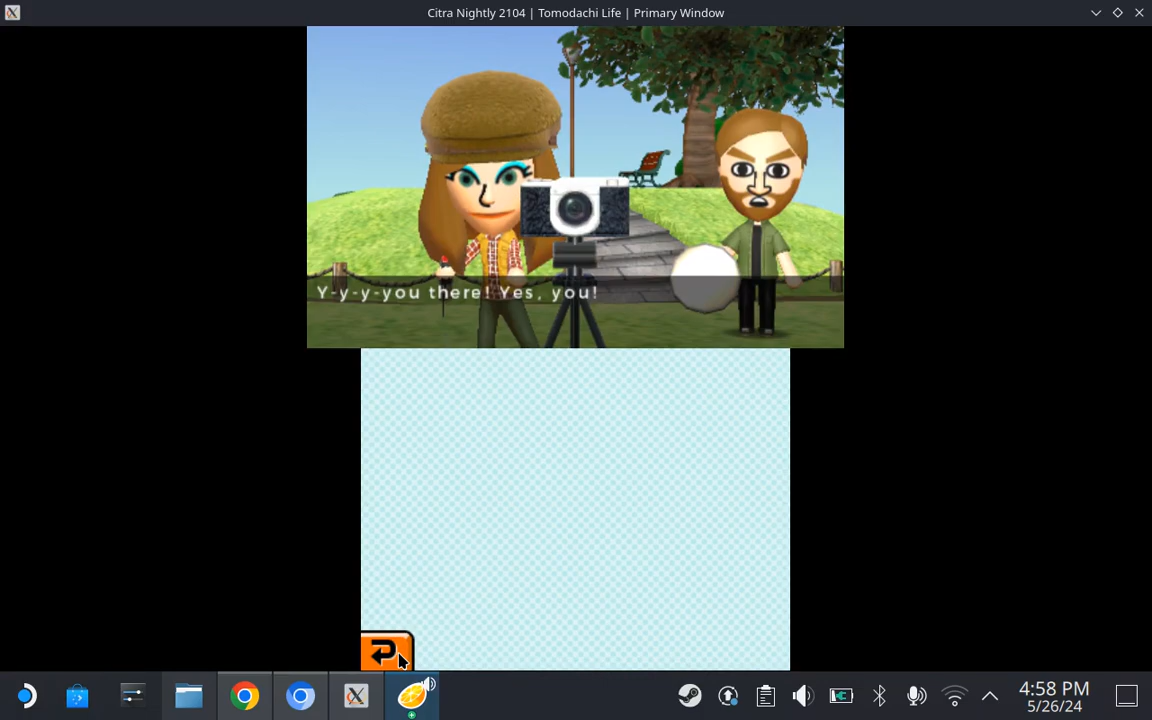 Citra Nightly 2104 | Tomodachi Life | Primary Window
Y-y-y-you there! Yes, you!
4:58 PM
5/26/24